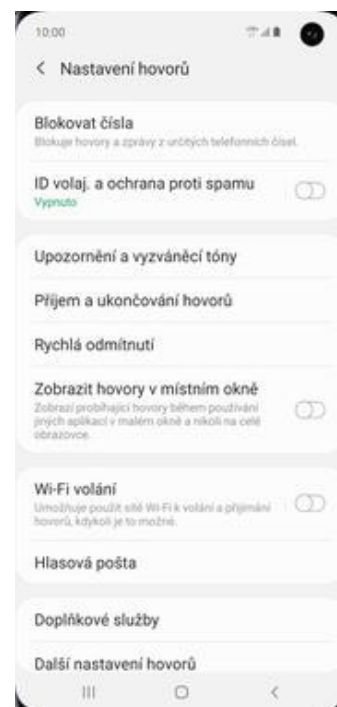 10:00
Nastavení hovorů
Blokovat čísla
Blokuje hovory a zprávy z určitých telefonních čísel.
ID volaj. a ochrana proti spamu
Vypnuto
Upozornění a vyzváněcí tóny
Příjem a ukončování hovorů
Rychlá odmítnutí
Zobrazit hovory v místním okně
Zobrazí probíhající hovory během používání
jiných aplikací v malém okně a nikoli na celé
obrazovce.
Wi-Fi volání
Umožňuje použít sítě Wi-Fi k volání a přijímání
hovorů, kdykoli je to možné.
Hlasová pošta
Doplňkové služby
Další nastavení hovorů